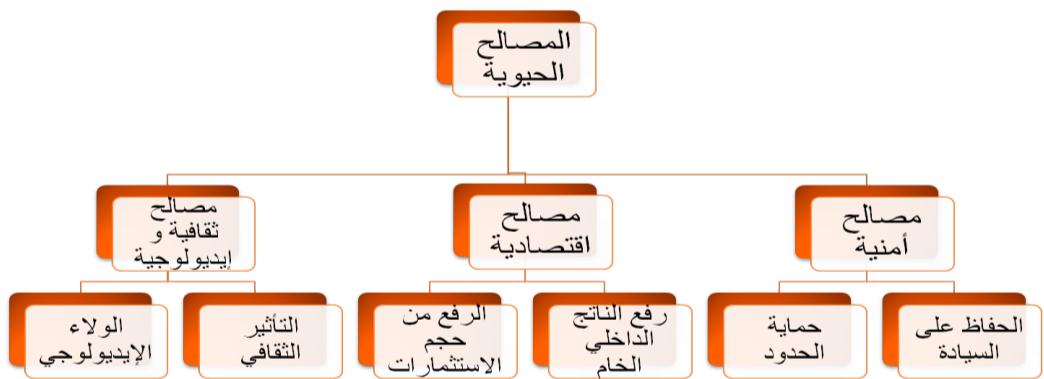 المصالح
الحيوية
مصالح
أمنية
مصالح
اقتصادية
مصالح
ثقافية و
إيديولوجية
الحفاظ على
السيادة
حماية
الحدود
رفع الناتج
الداخلي
الخام
الرفع من
حجم
الاستثمارات
التأثير
الثقافي
الولاء
الإيديولوجي